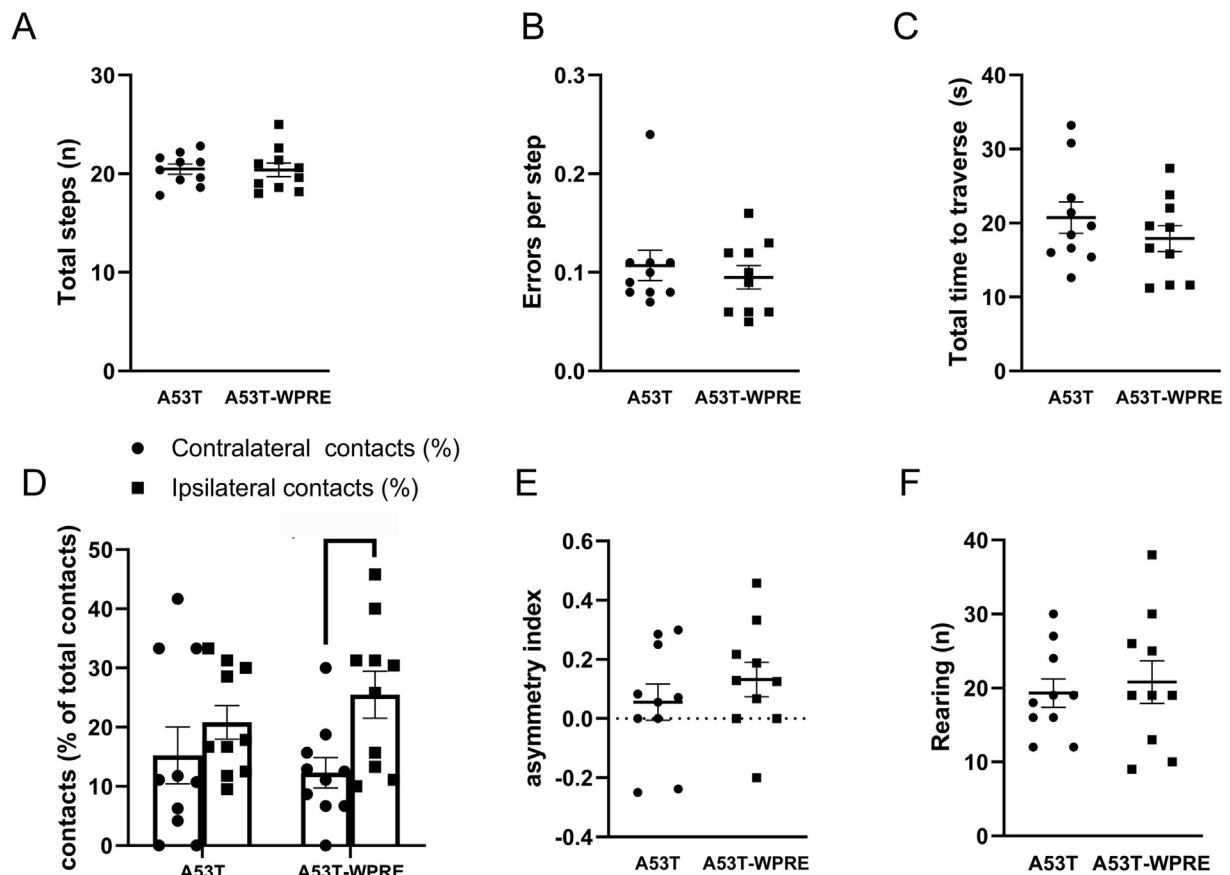 A
B
C
Total steps (n)
30
20
10
0
A53T A53T-WPRE
Errors per step
0.3
0.2
0.1
0.0
A53T A53T-WPRE
Total time to traverse (s)
40
30
20
10
0
A53T A53T-WPRE
Contralateral contacts (%)
Ipsilateral contacts (%)
D
E
F
contacts (% of total contacts)
50
40
30
20
10
0
A53T A53T-WPRE
asymmetry index
0.6
0.4
0.2
0.0
-0.2
-0.4
A53T A53T-WPRE
Rearing (n)
40
30
20
10
0
A53T A53T-WPRE